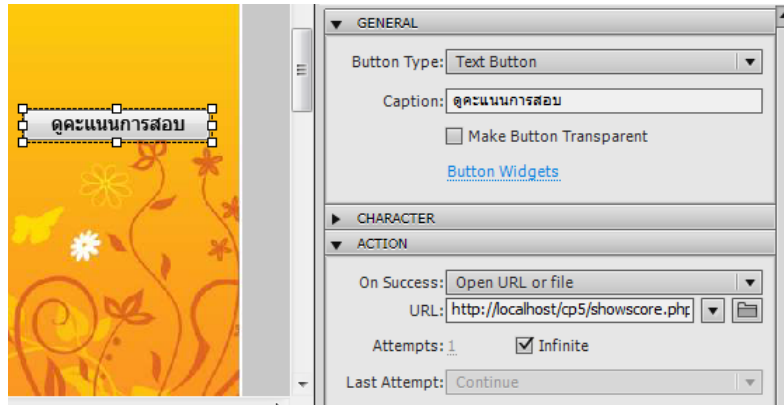 ดูคะแนนการสอบ
GENERAL
Button Type: Text Button
Caption: ดูคะแนนการสอบ
Make Button Transparent
Button Widgets
CHARACTER
ACTION
On Success: Open URL or file
URL: http://localhost/cp5/showscore.php
Attempts: 1 Infinite
Last Attempt: Continue